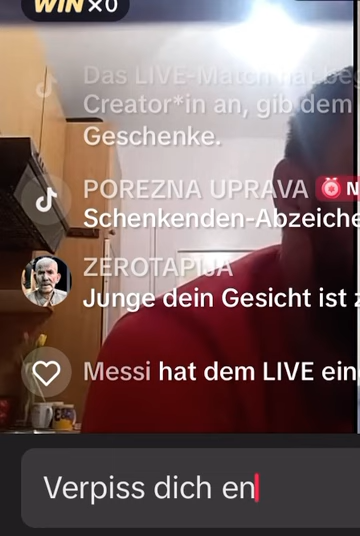 WIN ×0
Das LIVE-Match hat beg
Creator*in an, gib dem
Geschenke.
POREZNA UPRAVA N
Schenkenden-Abzeiche
ZEROTAPIJA
Junge dein Gesicht ist z
Messi hat dem LIVE ein
Verpiss dich en